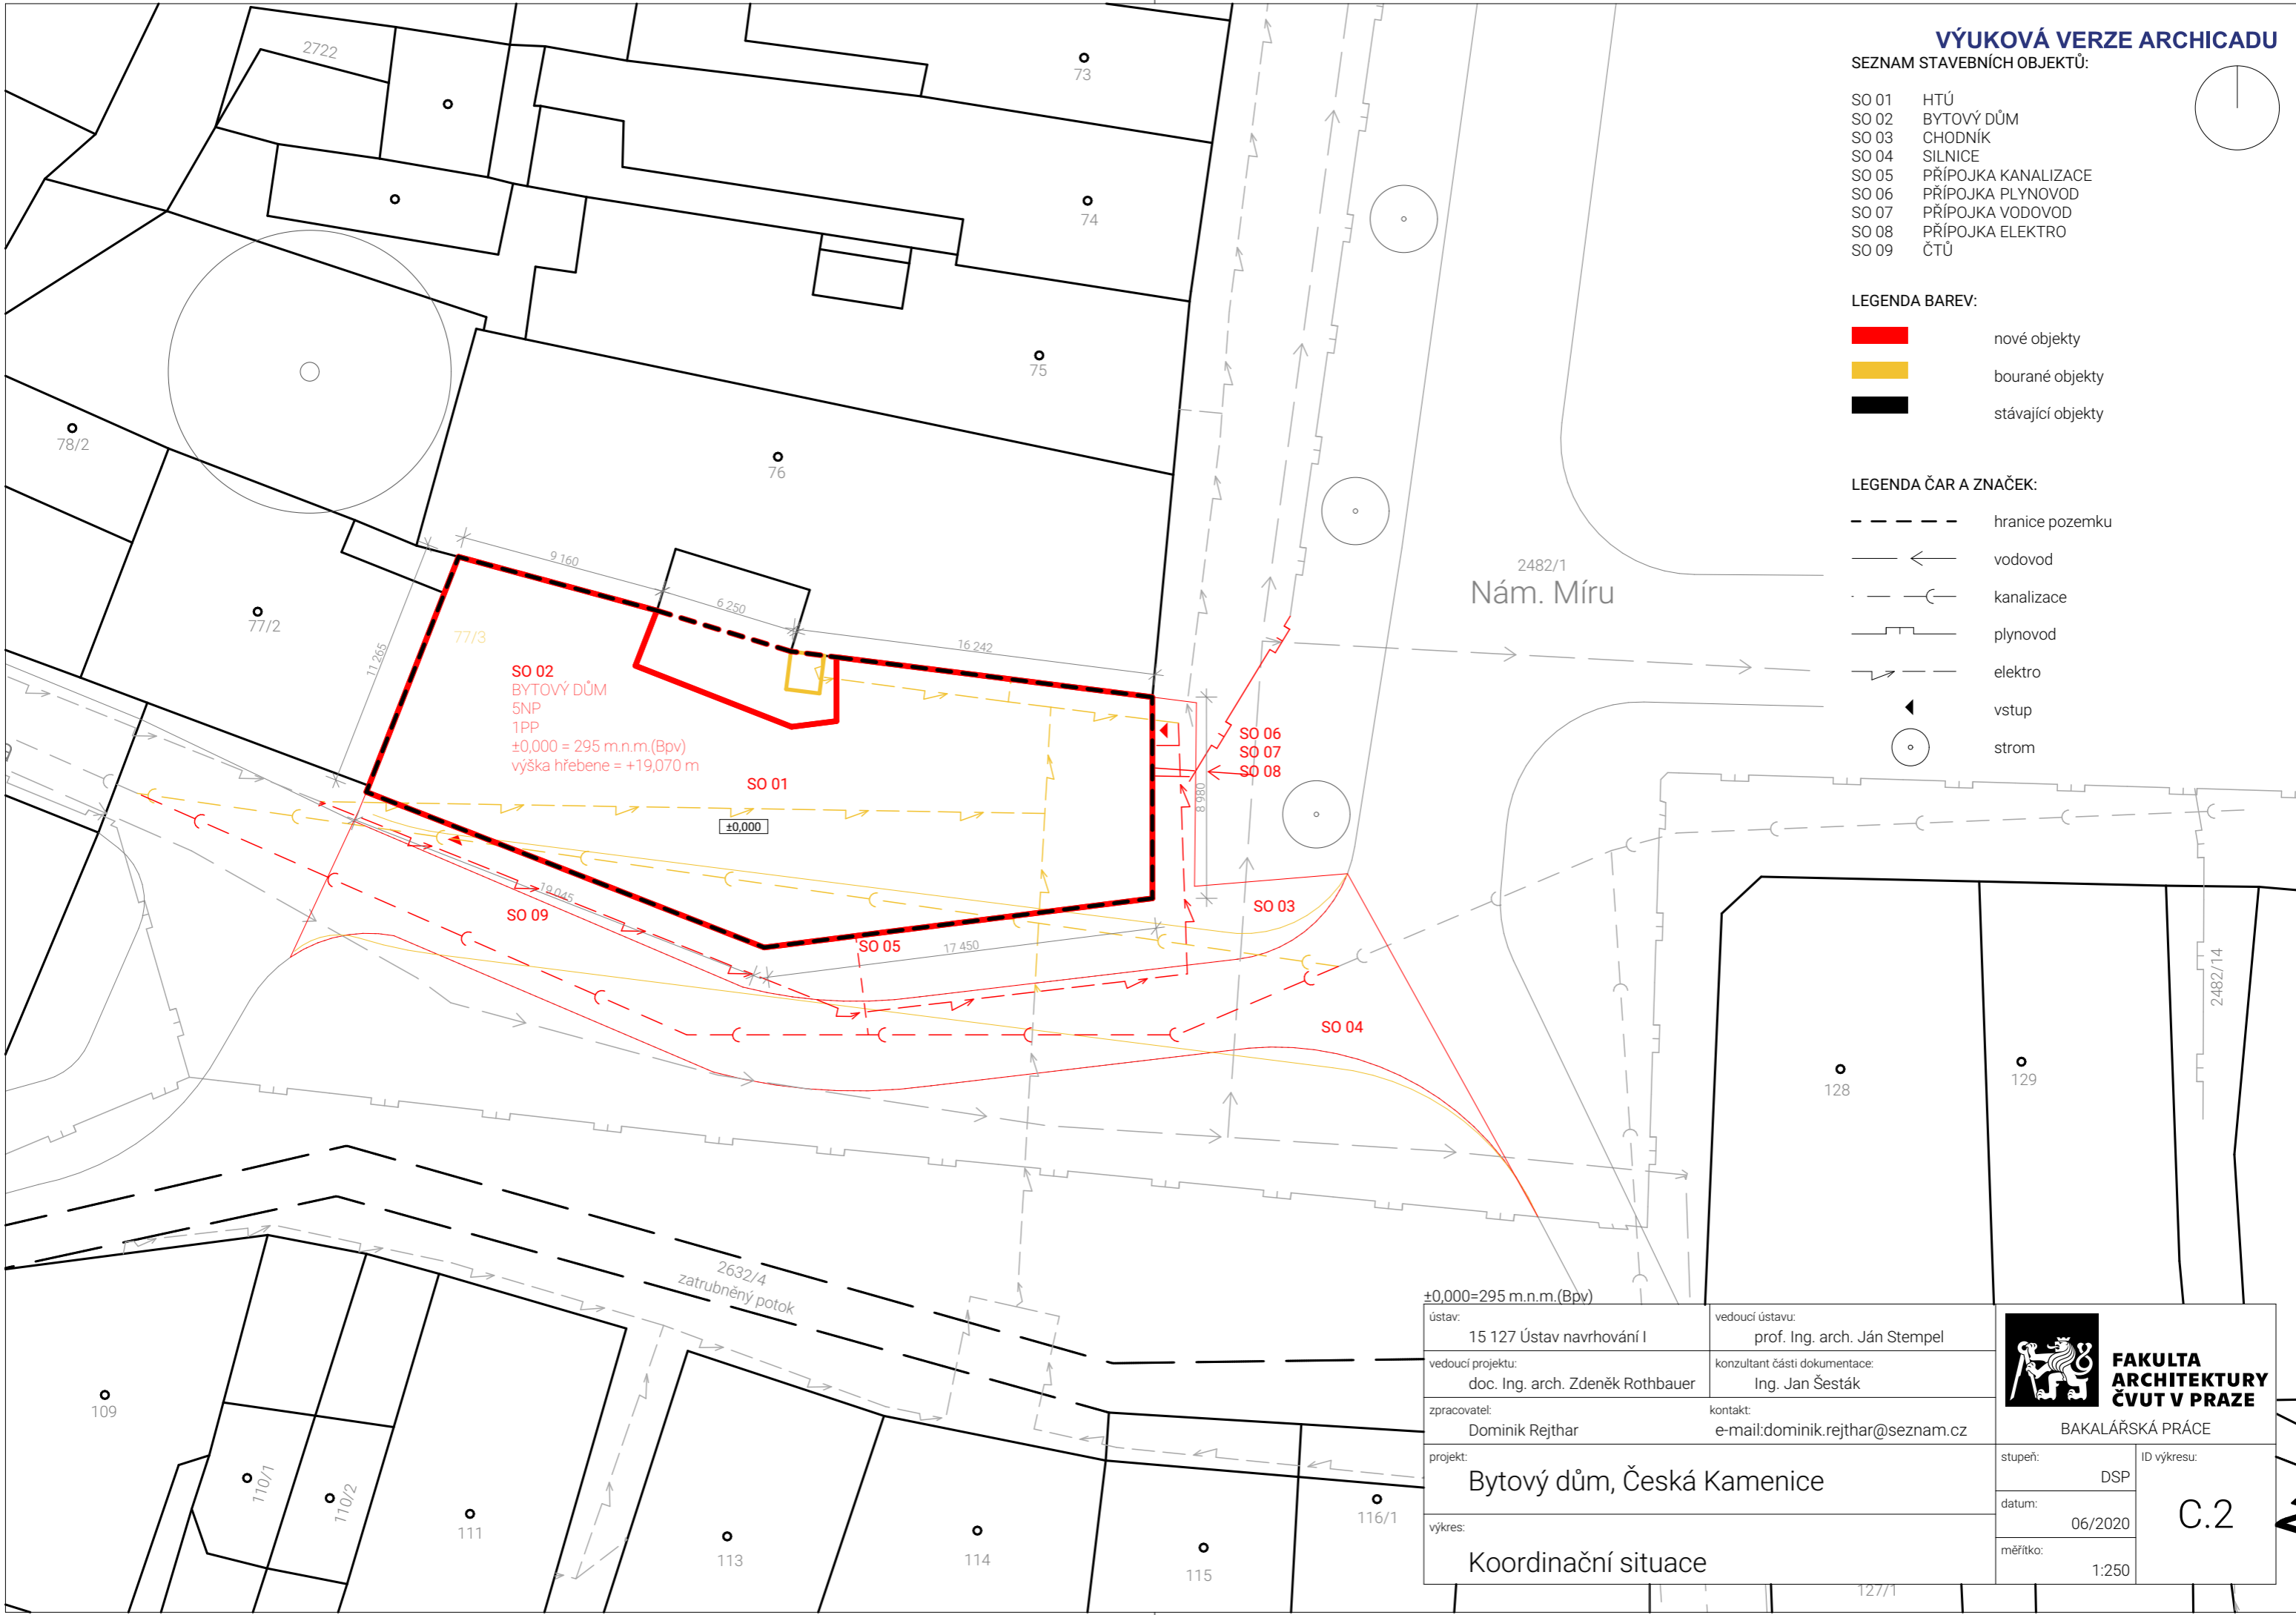 VÝUKOVÁ VERZE ARCHICADU
SEZNAM STAVEBNÍCH OBJEKTŮ:
SO 01 HTÚ
SO 02 BYTOVÝ DŮM
SO 03 CHODNÍK
SO 04 SILNICE
SO 05 PŘÍPOJKA KANALIZACE
SO 06 PŘÍPOJKA PLYNOVOD
SO 07 PŘÍPOJKA VODOVOD
SO 08 PŘÍPOJKA ELEKTRO
SO 09 ČTŮ
LEGENDA BAREV:
nové objekty
bourané objekty
stávající objekty
LEGENDA ČAR A ZNAČEK:
hranice pozemku
vodovod
kanalizace
plynovod
elektro
vstup
strom
2722
73
74
75
76
78/2
77/2
77/3
9 160
6 250
16 242
11 265
8 980
19 045
17 450
2482/1
Nám. Míru
SO 02
BYTOVÝ DŮM
5NP
1PP
±0,000 = 295 m.n.m.(Bpv)
výška hřebene = +19,070 m
SO 01
±0,000
SO 06
SO 07
SO 08
SO 03
SO 09
SO 05
SO 04
2482/14
128
129
2632/4
zatrubněný potok
109
110/1
110/2
111
113
114
115
116/1
127/1
±0,000=295 m.n.m.(Bpv)
ústav:
15 127 Ústav navrhování I
vedoucí ústavu:
prof. Ing. arch. Ján Stempel
vedoucí projektu:
doc. Ing. arch. Zdeněk Rothbauer
konzultant části dokumentace:
Ing. Jan Šesták
zpracovatel:
Dominik Rejthar
kontakt:
e-mail:dominik.rejthar@seznam.cz
projekt:
Bytový dům, Česká Kamenice
výkres:
Koordinační situace
FAKULTA
ARCHITEKTURY
ČVUT V PRAZE
BAKALÁŘSKÁ PRÁCE
stupeň:
DSP
datum:
06/2020
měřítko:
1:250
ID výkresu:
C.2